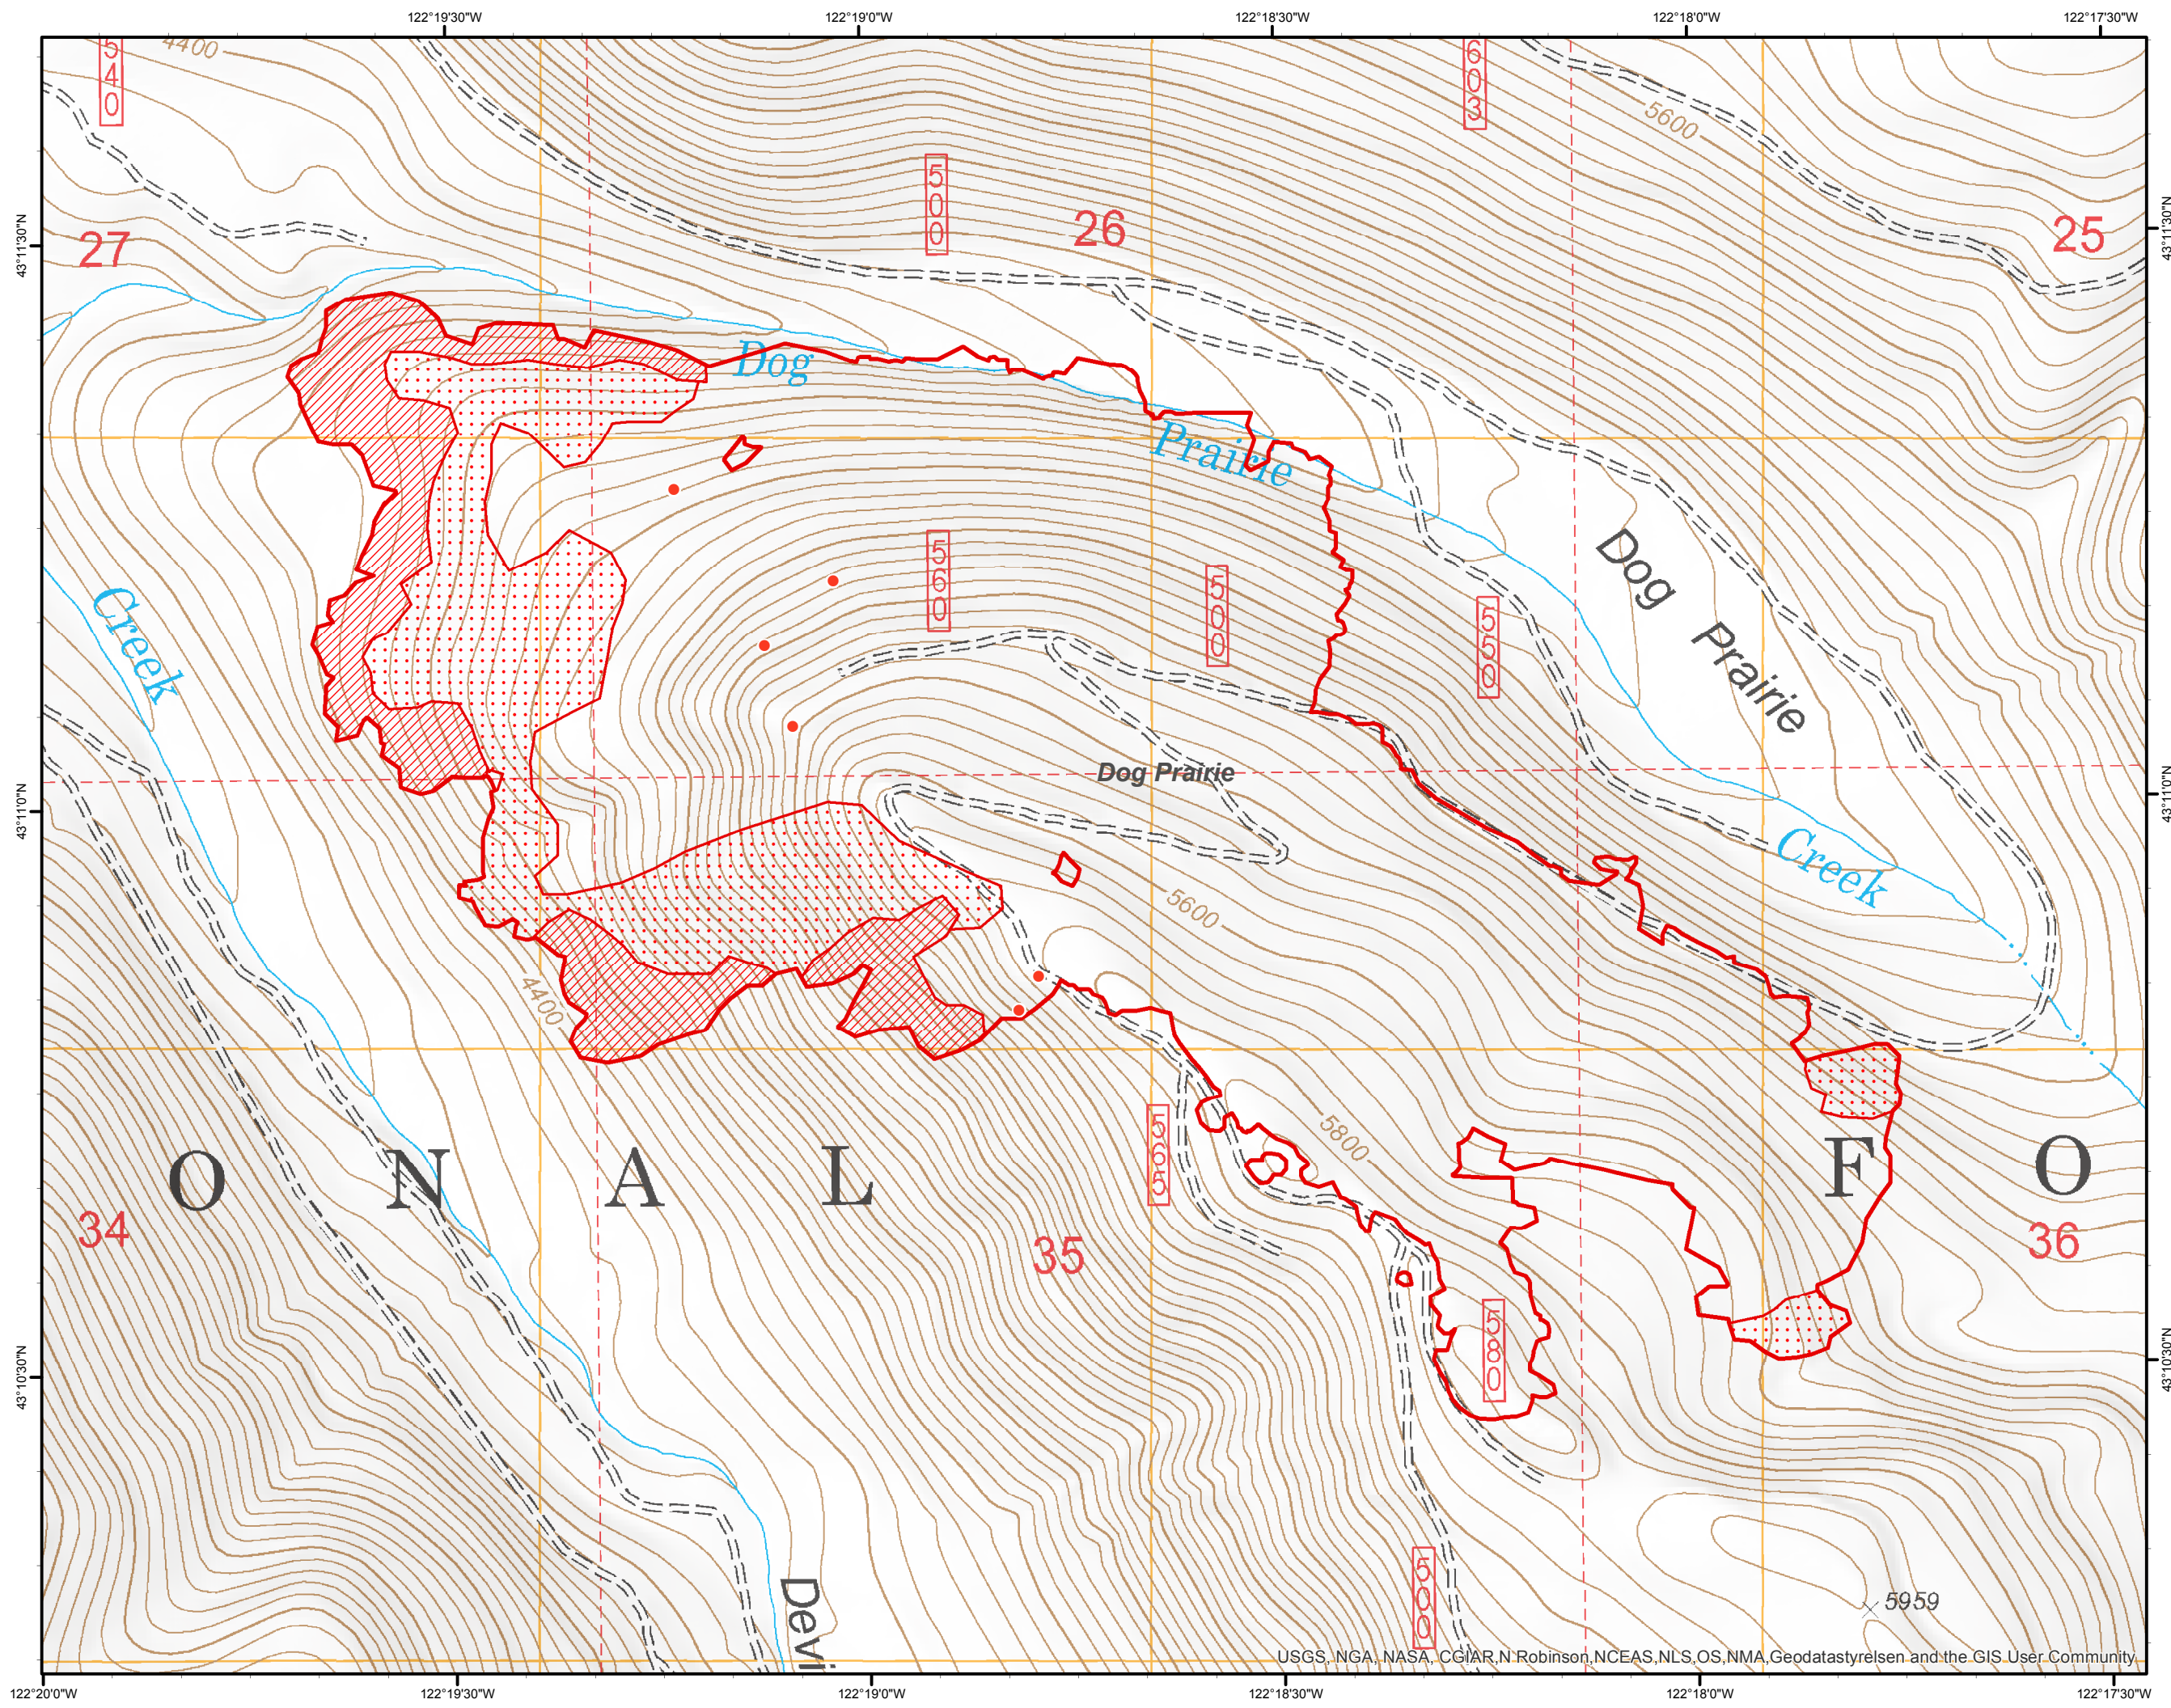 122°19'30"W
122°19'0"W
122°18'30"W
122°18'0"W
122°17'30"W
4400
540
603
5600
500
27
26
25
43°11'30"N
43°11'30"N
Dog
Prairie
Creek
560
500
550
Dog
Prairie
Dog Prairie
43°11'0"N
43°11'0"N
Creek
5600
4400
565
5800
O N A L F O
34
35
36
580
43°10'30"N
43°10'30"N
500
Devi
5959
USGS, NGA, NASA, CGIAR,N Robinson,NCEAS,NLS,OS,NMA,Geodatastyrelsen and the GIS User Community
122°20'0"W
122°19'30"W
122°19'0"W
122°18'30"W
122°18'0"W
122°17'30"W